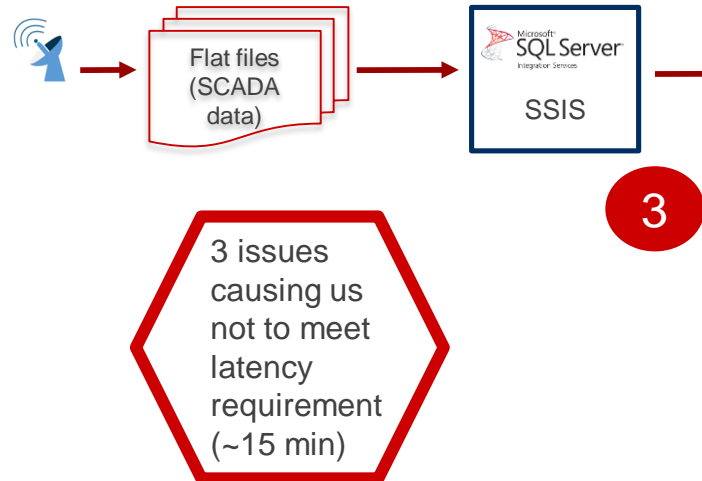 Flat files
(SCADA
data)
Microsoft®
SQL Server
Integration Services
SSIS
3
3 issues
causing us
not to meet
latency
requirement
(~15 min)